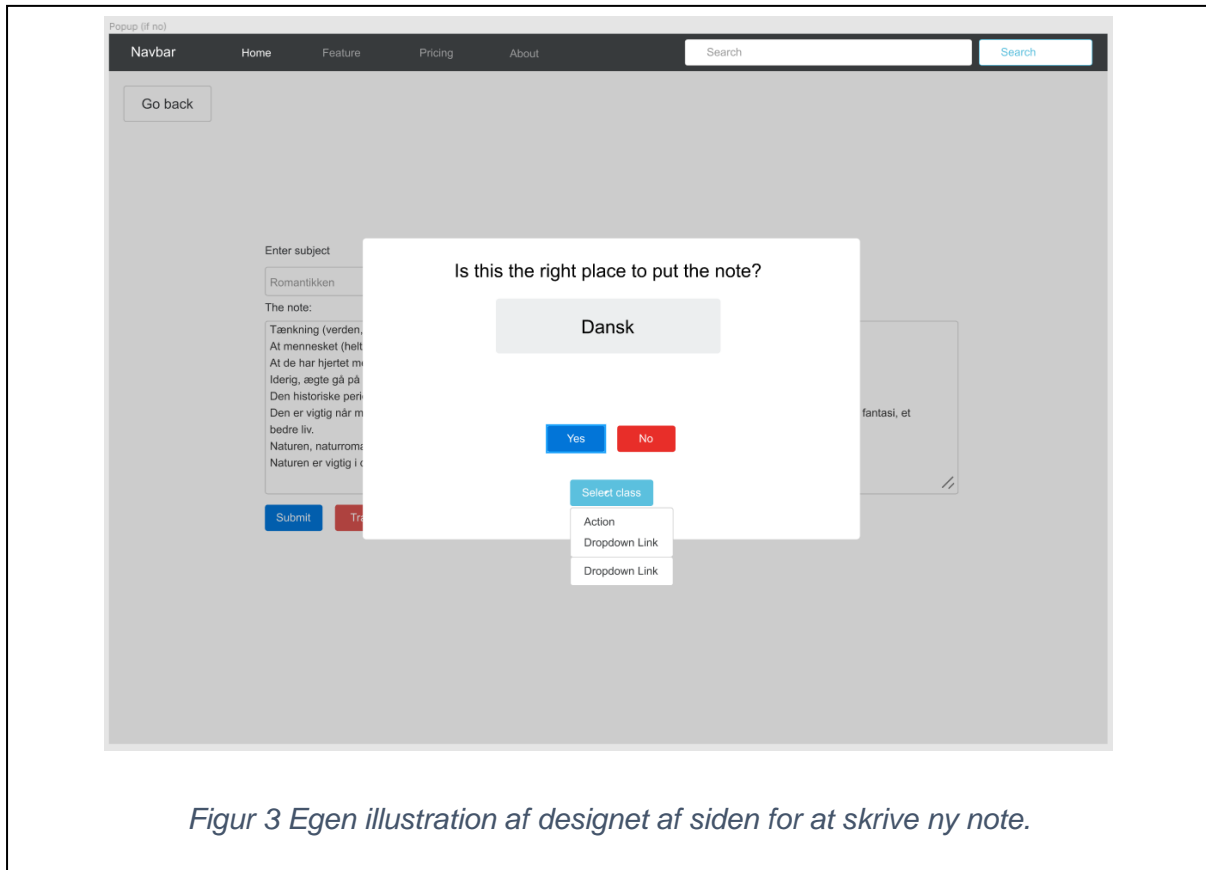 Popup (if no)
Navbar Home Feature Pricing About Search Search
Go back
Enter subject
Romantikken
The note:
Tænkning (verden,
At mennesket (helt
At de har hjertet m
Iderig, ægte gå på
Den historiske peri
Den er vigtig når m fantasi, et
bedre liv.
Naturen, naturroma
Naturen er vigtig i
Submit Tra
Is this the right place to put the note?
Dansk
Yes No
Select class
Action
Dropdown Link
Dropdown Link
Figur 3 Egen illustration af designet af siden for at skrive ny note.